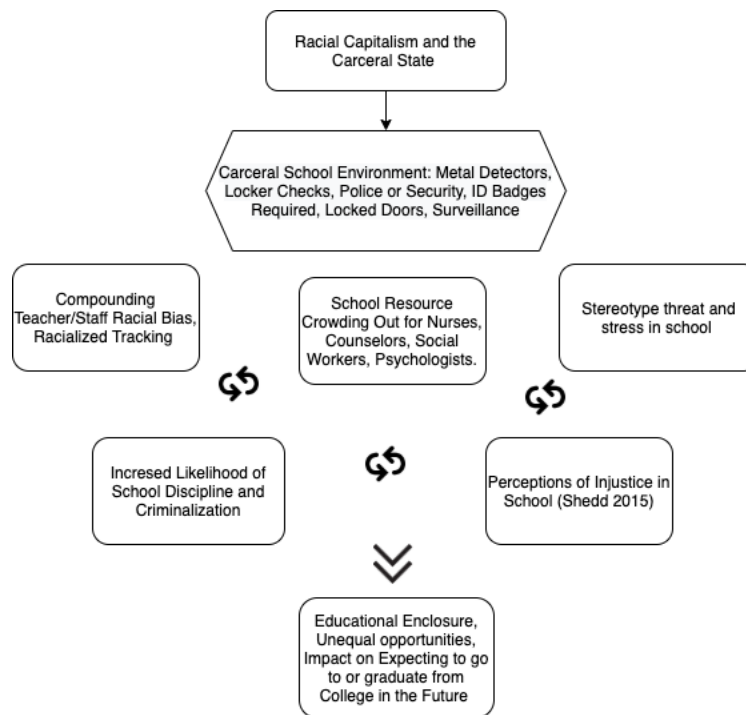 Racial Capitalism and the
Carceral State
Carceral School Environment: Metal Detectors,
Locker Checks, Police or Security, ID Badges
Required, Locked Doors, Surveillance
Compounding
Teacher/Staff Racial Bias,
Racialized Tracking
School Resource
Crowding Out for Nurses,
Counselors, Social
Workers, Psychologists.
Stereotype threat and
stress in school
Incresed Likelihood of
School Discipline and
Criminalization
Perceptions of Injustice in
School (Shedd 2015)
Educational Enclosure,
Unequal opportunities,
Impact on Expecting to go
to or graduate from
College in the Future